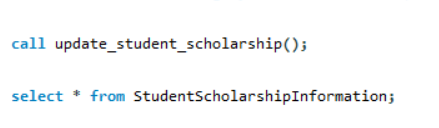 call update_student_scholarship();
select * from StudentScholarshipInformation;